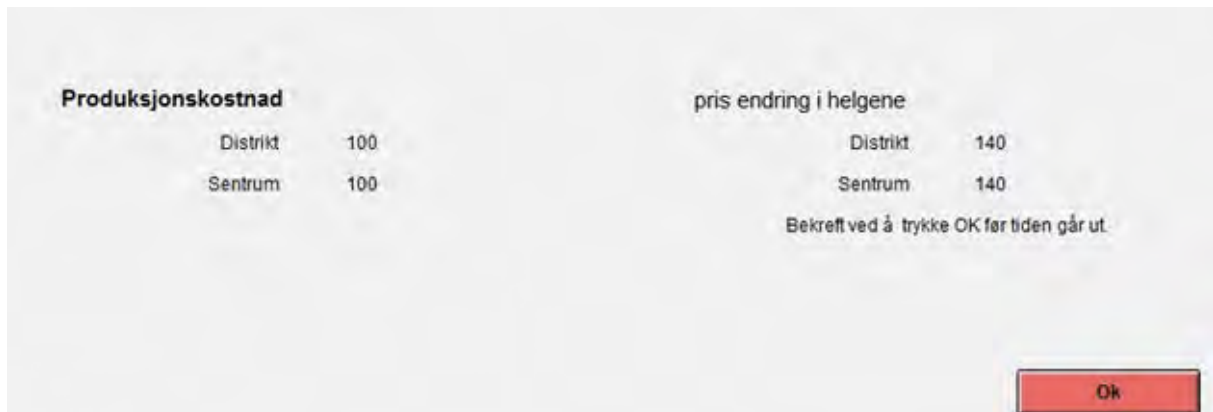 Produksjonskostnad
Distrikt 100
Sentrum 100
pris endring i helgene
Distrikt 140
Sentrum 140
Bekreft ved å trykke OK før tiden går ut.
Ok